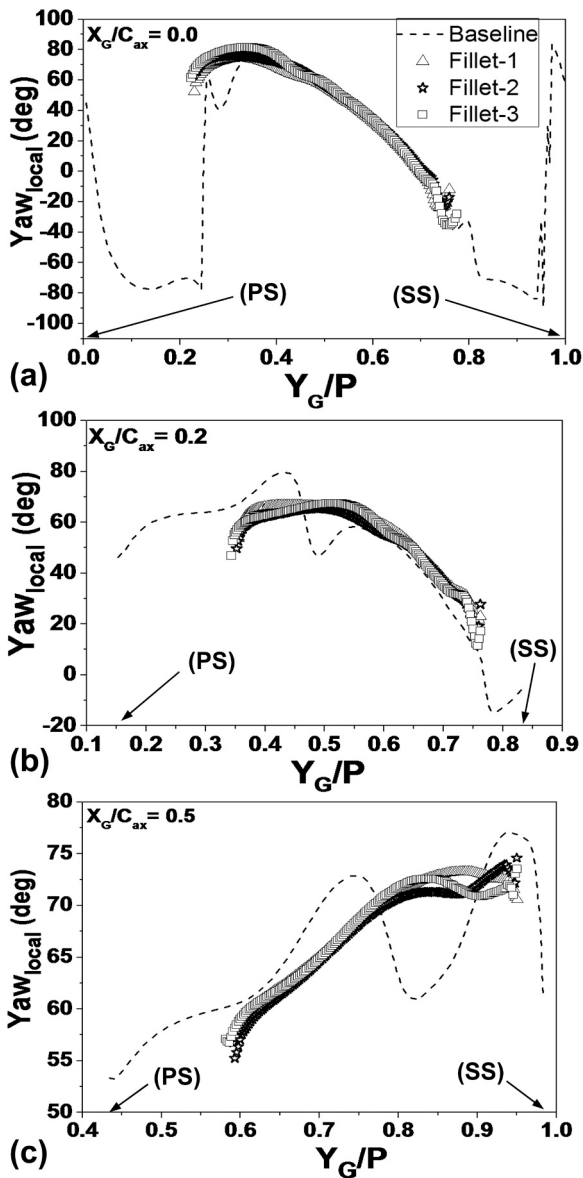 X_G/C_ax= 0.0
Baseline
Fillet-1
Fillet-2
Fillet-3
Yaw_local (deg)
100
80
60
40
20
0
-20
-40
-60
-80
-100
(PS)
(SS)
0.0 0.2 0.4 0.6 0.8 1.0
(a)
Y_G/P
X_G/C_ax= 0.2
Yaw_local (deg)
100
80
60
40
20
0
-20
(PS)
(SS)
0.1 0.2 0.3 0.4 0.5 0.6 0.7 0.8 0.9
(b)
Y_G/P
X_G/C_ax= 0.5
Yaw_local (deg)
80
75
70
65
60
55
50
(PS)
(SS)
0.4 0.5 0.6 0.7 0.8 0.9 1.0
(c)
Y_G/P